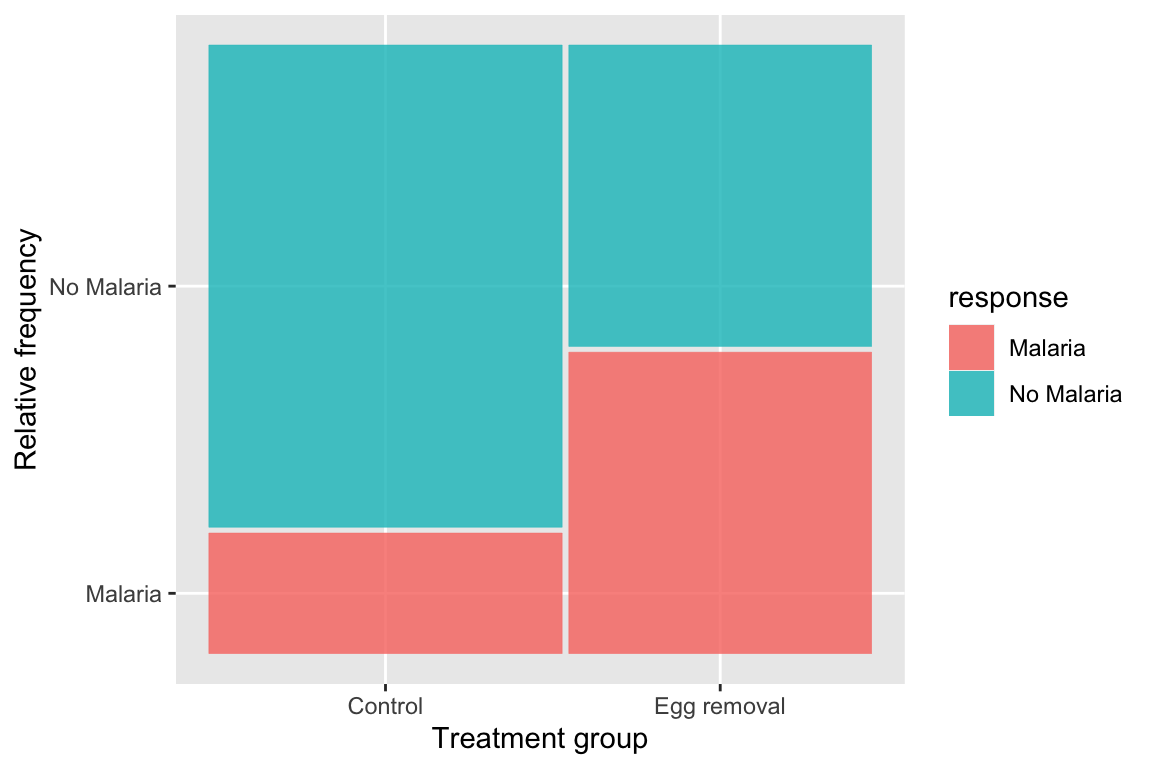 Relative frequency
No Malaria
Malaria
Control
Egg removal
Treatment group
response
Malaria
No Malaria